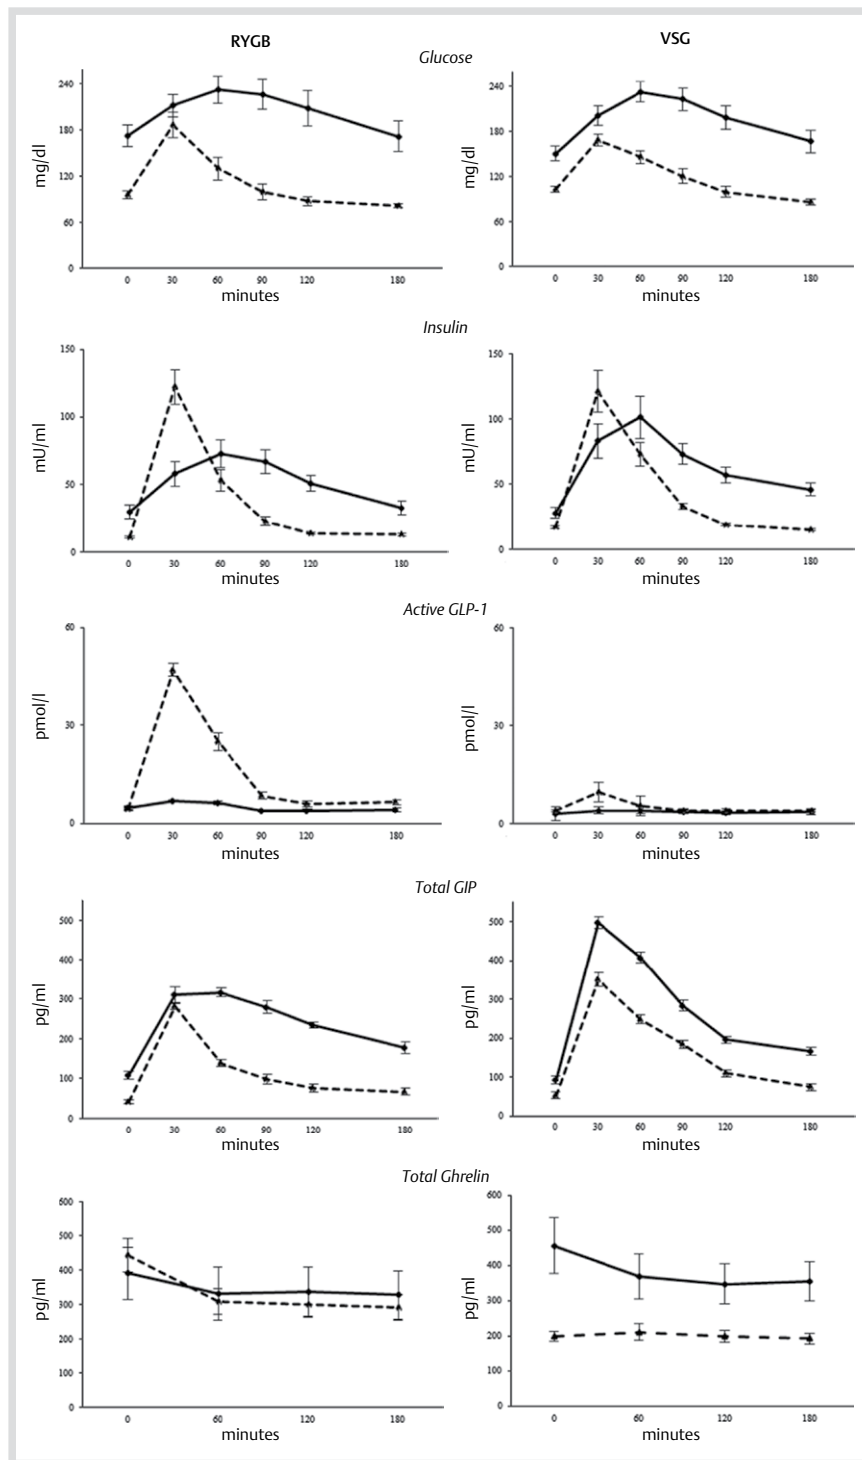 RYGB
VSG
Glucose
240
180
120
60
0
mg/dl
0 30 60 90 120 180
minutes
240
180
120
60
0
mg/dl
0 30 60 90 120 180
minutes
Insulin
150
100
50
0
mU/ml
0 30 60 90 120 180
minutes
150
100
50
0
mU/ml
0 30 60 90 120 180
minutes
Active GLP-1
60
30
0
pmol/l
0 30 60 90 120 180
minutes
60
30
0
pmol/l
0 30 60 90 120 180
minutes
Total GIP
500
400
300
200
100
0
pg/ml
0 30 60 90 120 180
minutes
500
400
300
200
100
0
pg/ml
0 30 60 90 120 180
minutes
Total Ghrelin
600
500
400
300
200
100
0
pg/ml
0 60 120 180
minutes
600
500
400
300
200
100
0
pg/ml
0 60 120 180
minutes